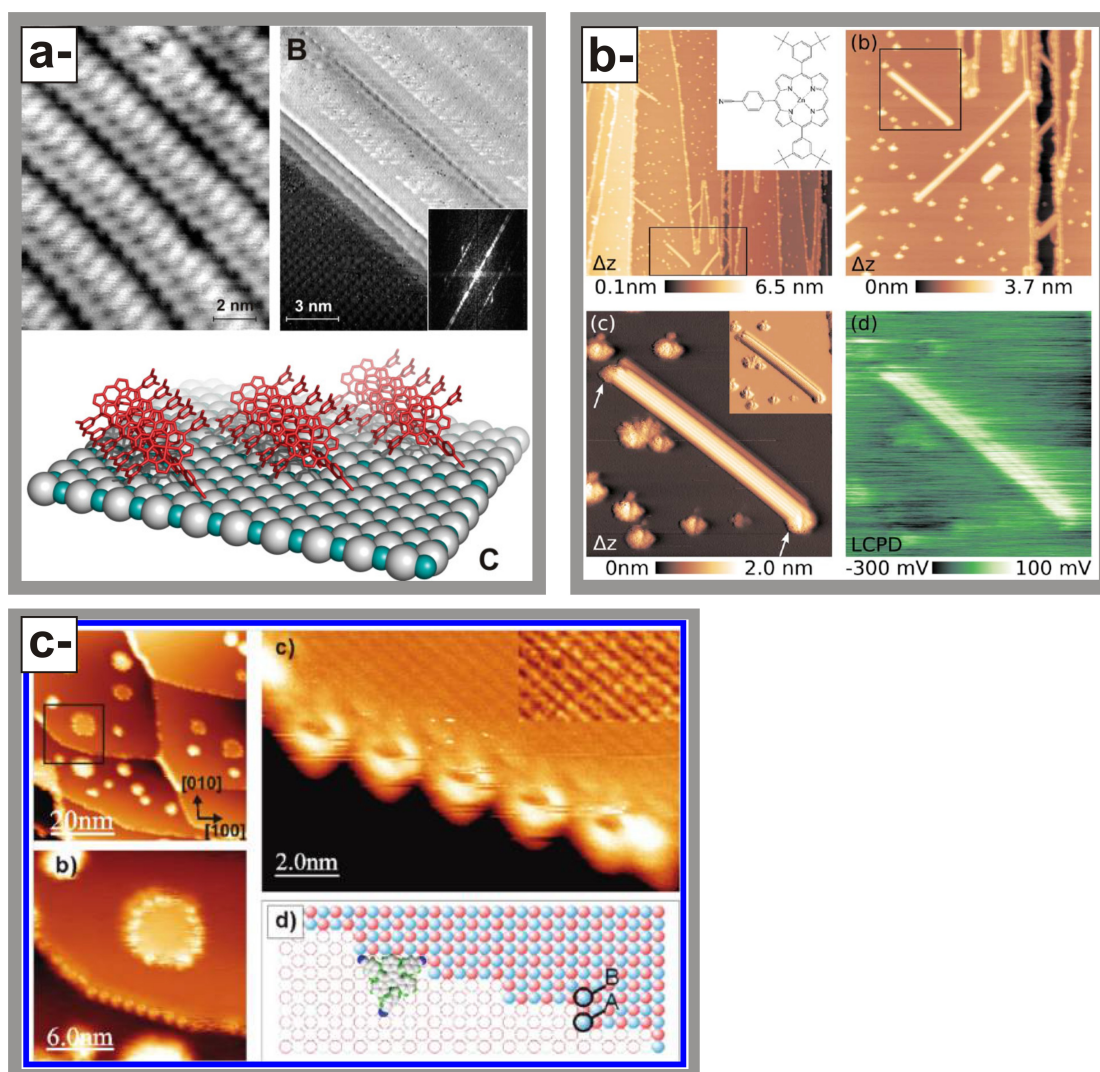 a-
B
2 nm
3 nm
C
b-
N
N
N
Zn
N
N
(b)
Δz
0.1nm 6.5 nm
Δz
0nm 3.7 nm
(c)
(d)
Δz
0nm 2.0 nm
LCPD
-300 mV 100 mV
c-
[010]
[100]
20nm
b)
6.0nm
c)
2.0nm
d)
B
A